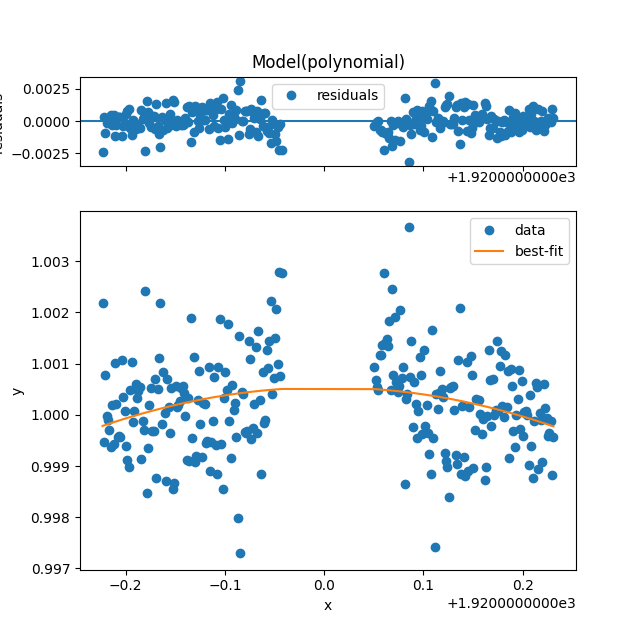 Model(polynomial)
0.0025
0.0000
−0.0025
residuals
+1.9200000000e3
1.003
1.002
1.001
1.000
0.999
0.998
0.997
y
data
best-fit
−0.2
−0.1
0.0
0.1
0.2
x
+1.9200000000e3